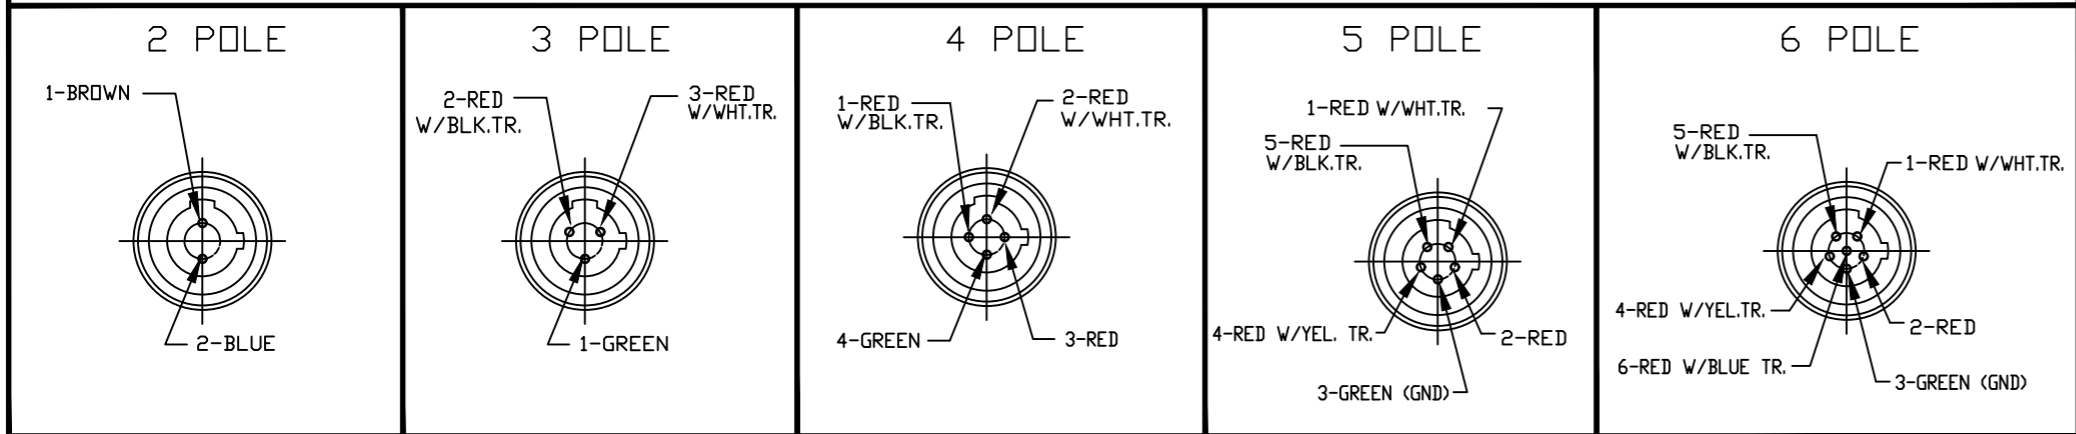 2 POLE
1-BROWN
2-BLUE
3 POLE
2-RED
W/BLK.TR.
3-RED
W/WHT.TR.
1-GREEN
4 POLE
1-RED
W/BLK.TR.
2-RED
W/WHT.TR.
4-GREEN
3-RED
5 POLE
1-RED W/WHT.TR.
5-RED
W/BLK.TR.
4-RED W/YEL. TR.
2-RED
3-GREEN (GND)
6 POLE
5-RED
W/BLK.TR.
1-RED W/WHT.TR.
4-RED W/YEL.TR.
2-RED
6-RED W/BLUE TR.
3-GREEN (GND)